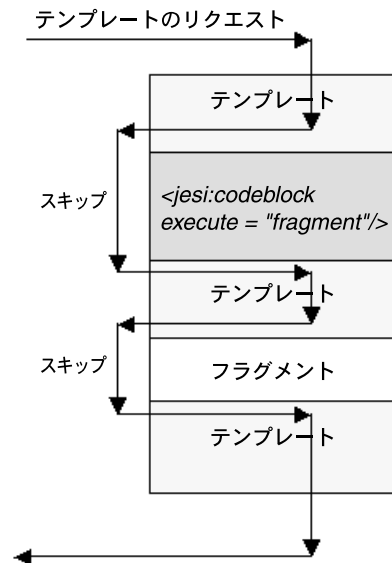 テンプレートのリクエスト
テンプレート
スキップ
<jesi:codeblock
execute = "fragment"/>
テンプレート
スキップ
フラグメント
テンプレート